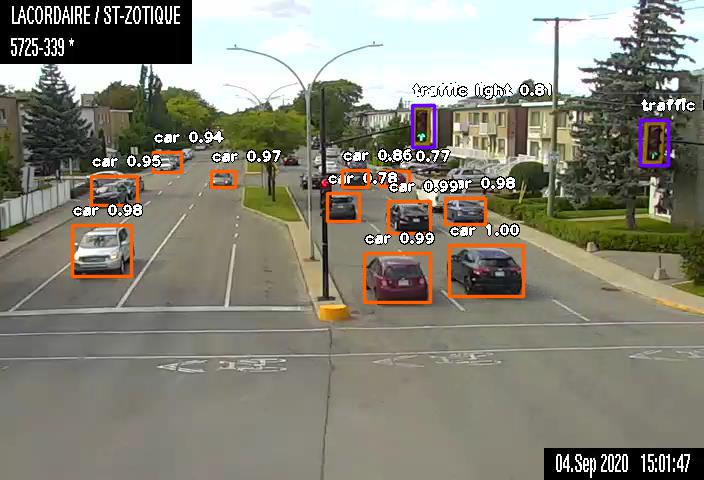 LACORDAIRE / ST-ZOTIQUE
5725-339 *
traffic light 0.81
traffic
car 0.94
car 0.95
car 0.97
car 0.86
0.77
car 0.78
car 0.99
car 0.98
car 0.98
car 0.99
car 1.00
04.Sep 2020 15:01:47